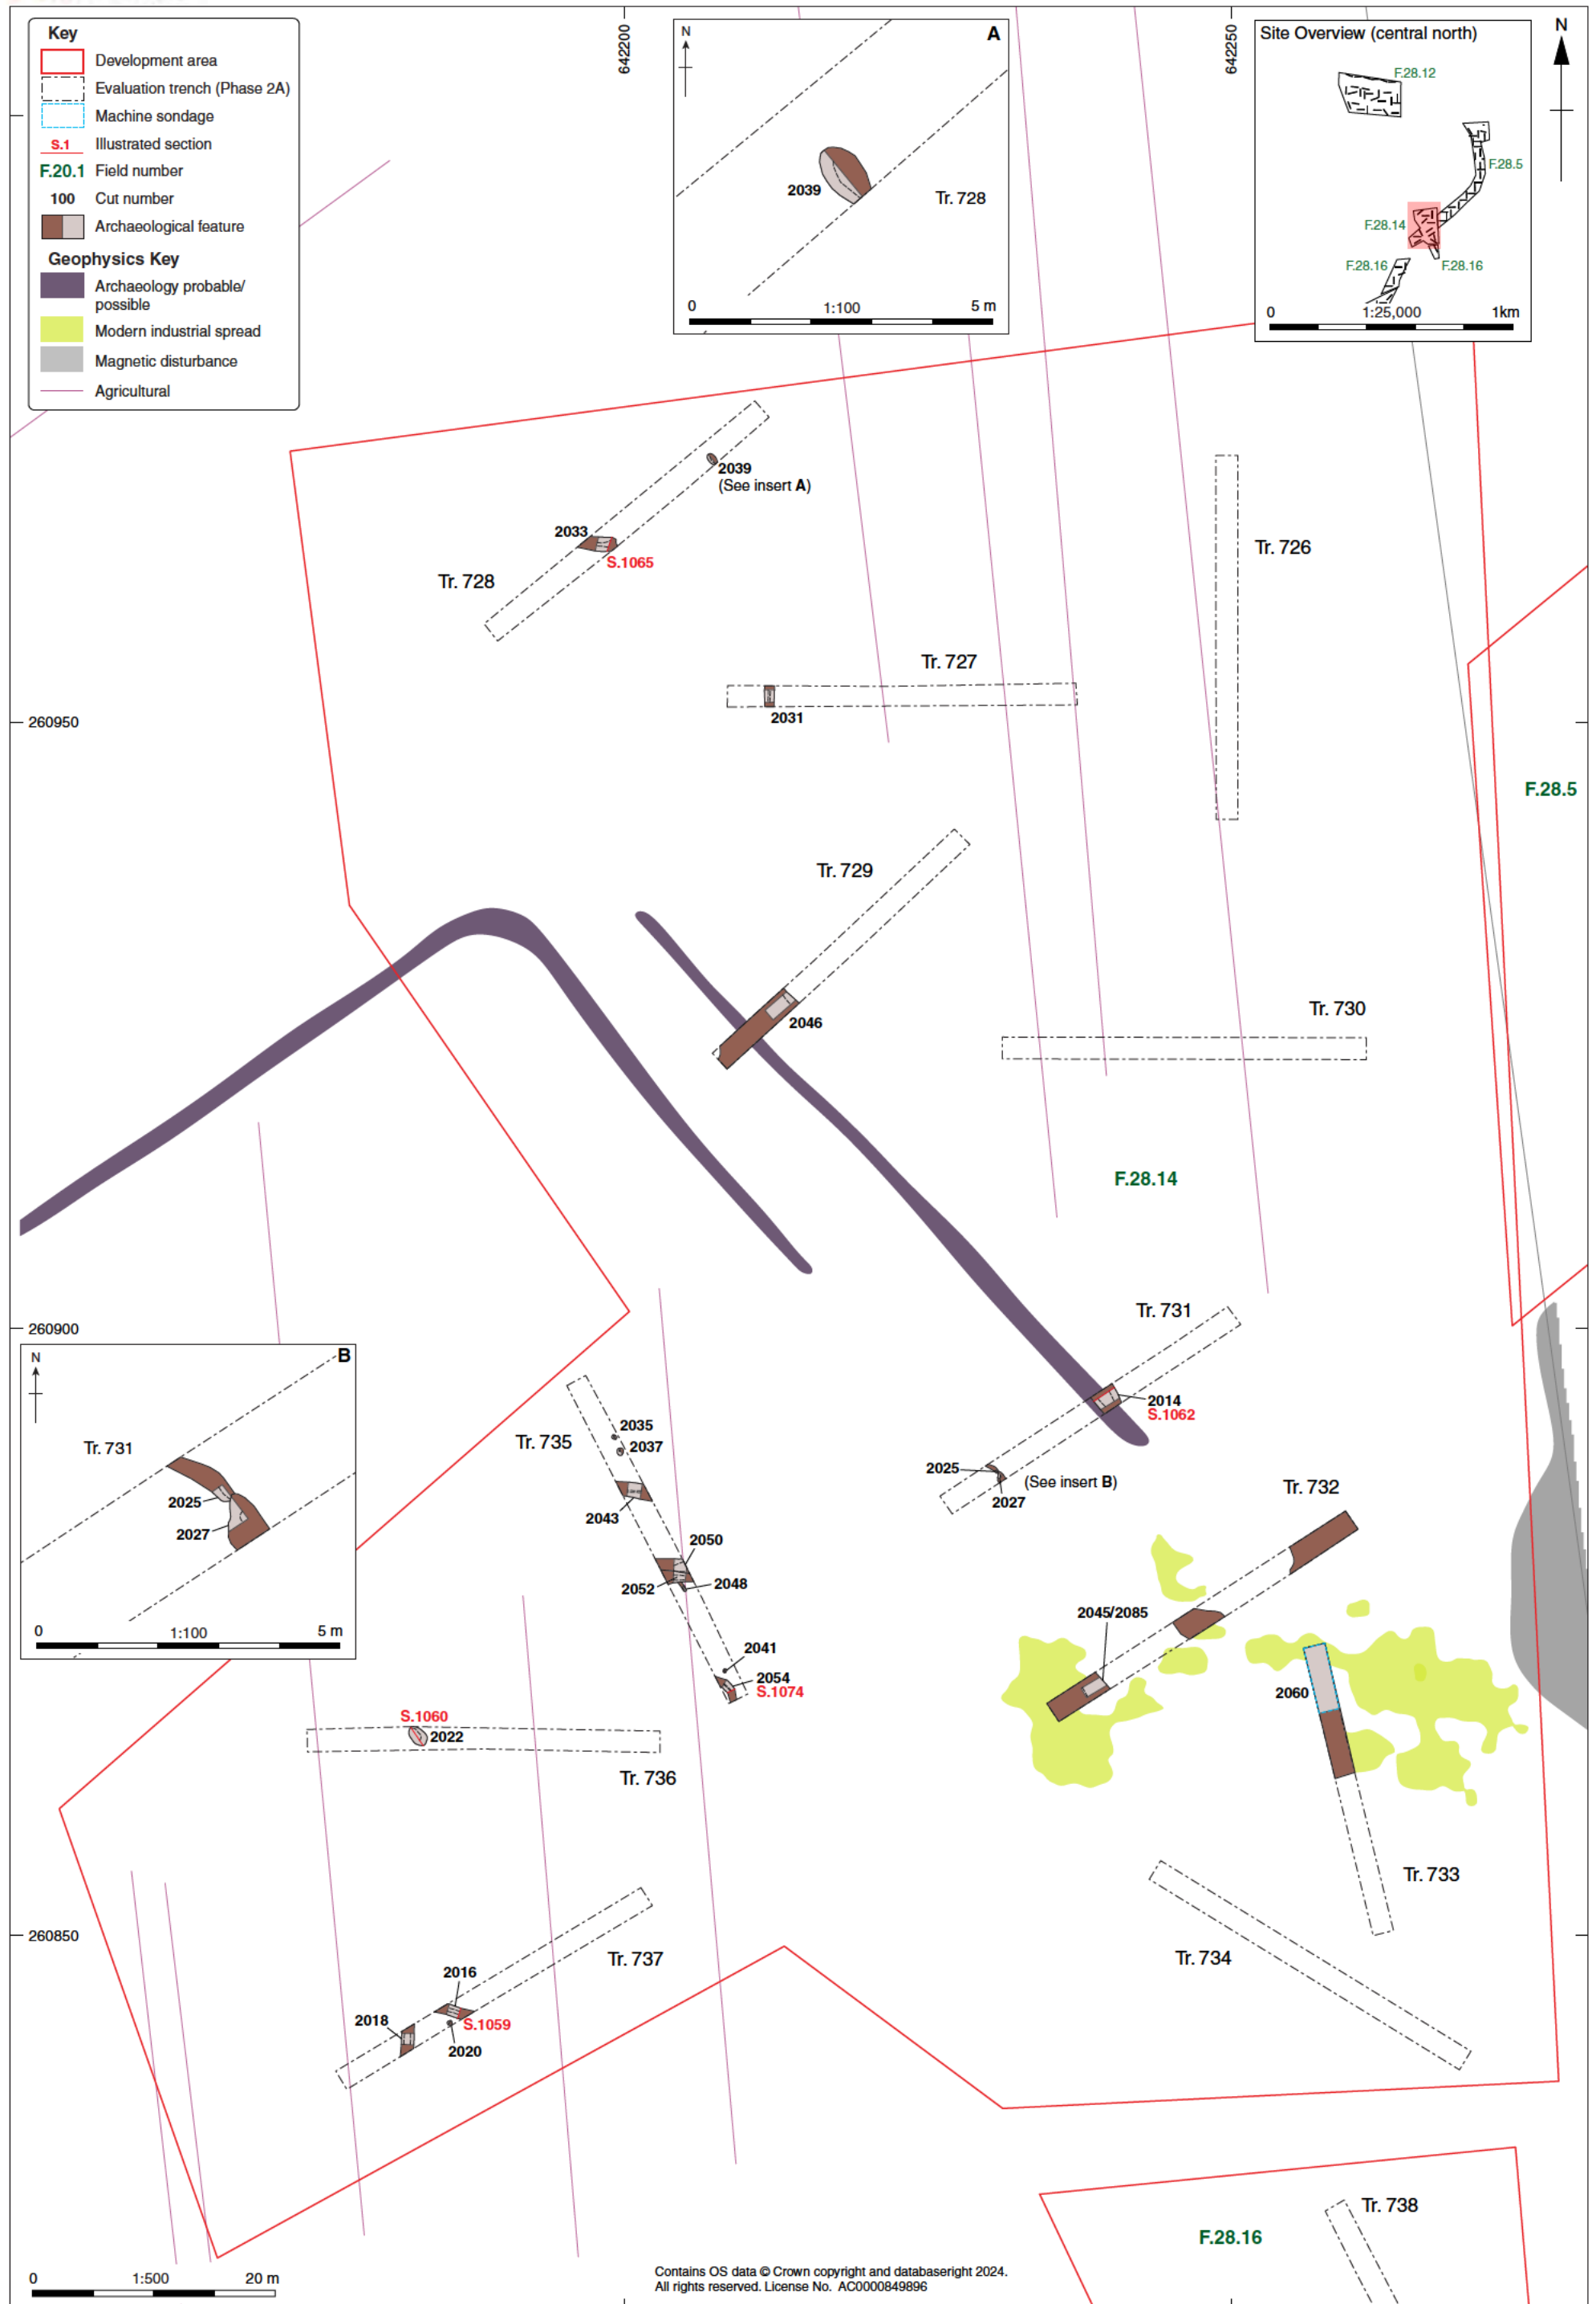 Key
Development area
Evaluation trench (Phase 2A)
Machine sondage
S.1 Illustrated section
F.20.1 Field number
100 Cut number
Archaeological feature
Geophysics Key
Archaeology probable/
possible
Modern industrial spread
Magnetic disturbance
Agricultural
642200
642250
N
A
2039
Tr. 728
0 1:100 5 m
Site Overview (central north)
F.28.12
F.28.5
F.28.14
F.28.16
F.28.16
0 1:25,000 1km
N
2039
(See insert A)
2033
S.1065
Tr. 728
Tr. 726
Tr. 727
2031
260950
F.28.5
Tr. 729
2046
Tr. 730
F.28.14
260900
Tr. 731
2014
S.1062
2025
(See insert B)
2027
N
B
Tr. 731
2025
2027
0 1:100 5 m
Tr. 735
2035
2037
2043
2050
2052
2048
2041
2054
S.1074
Tr. 732
2045/2085
2060
S.1060
2022
Tr. 736
Tr. 733
260850
Tr. 737
Tr. 734
2016
2018
S.1059
2020
Tr. 738
F.28.16
0 1:500 20 m
Contains OS data © Crown copyright and databaseright 2024.
All rights reserved. License No. AC0000849896